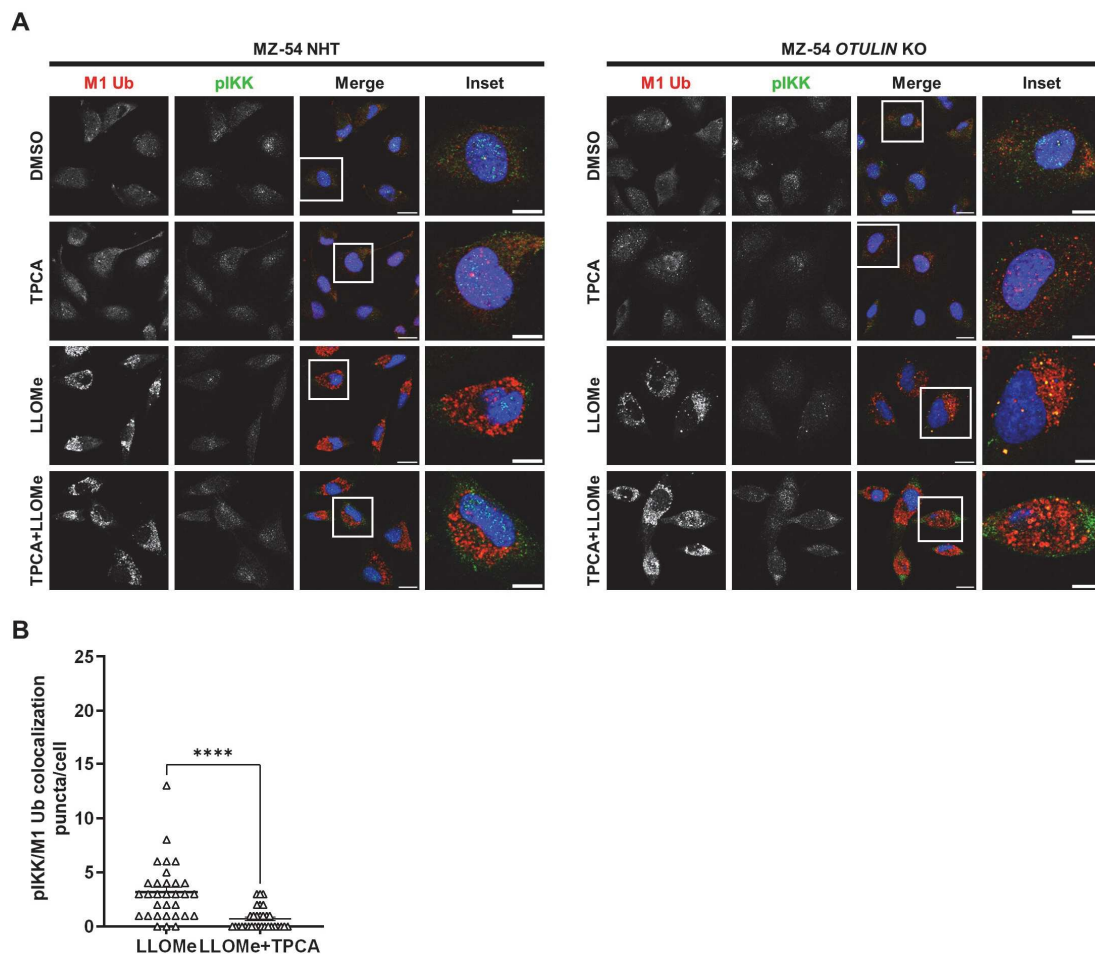 A
MZ-54 NHT
MZ-54 OTULIN KO
M1 Ub pIKK Merge Inset
M1 Ub pIKK Merge Inset
DMSO
DMSO
TPCA
TPCA
LLOMe
LLOMe
TPCA+LLOMe
TPCA+LLOMe
B
pIKK/M1 Ub colocalization
puncta/cell
25
20
15
10
5
0
****
LLOMe LLOMe+TPCA